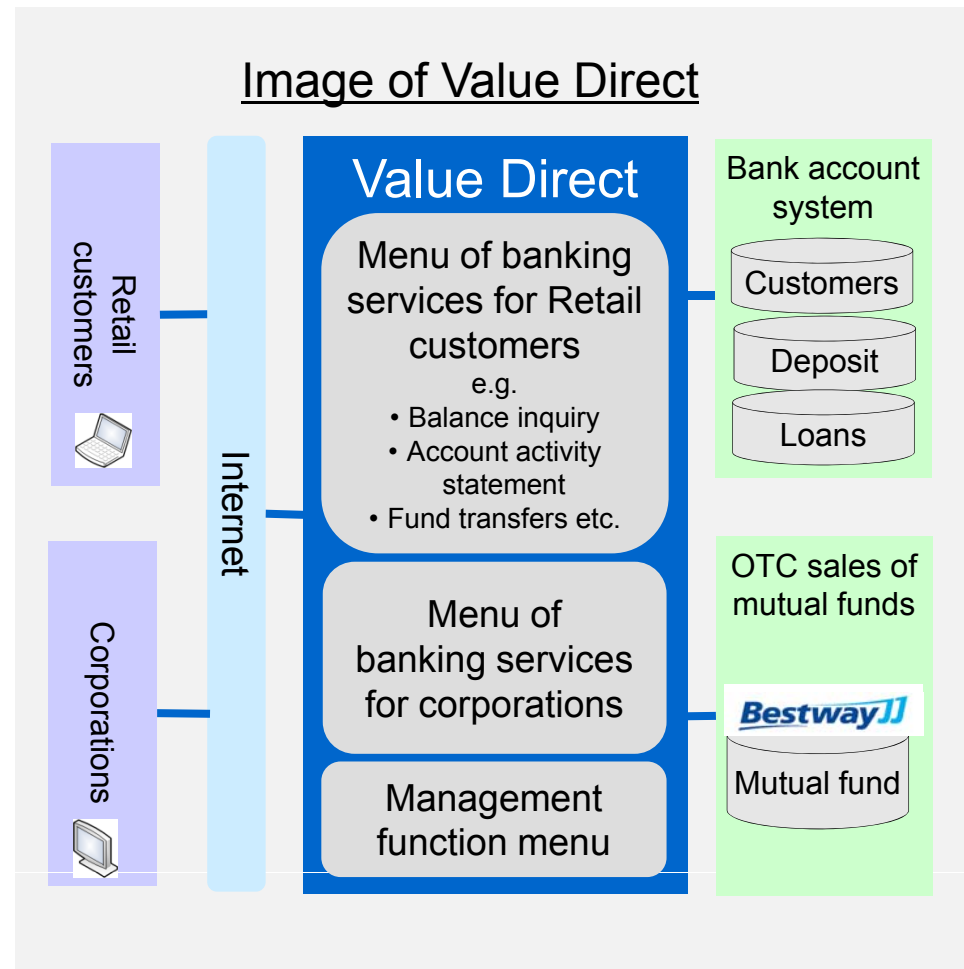 Image of Value Direct
Retail
customers
Corporations
Internet
Value Direct
Menu of banking
services for Retail
customers
e.g.
• Balance inquiry
• Account activity
statement
• Fund transfers etc.
Menu of
banking services
for corporations
Management
function menu
Bank account
system
Customers
Deposit
Loans
OTC sales of
mutual funds
BestwayJJ
Mutual fund